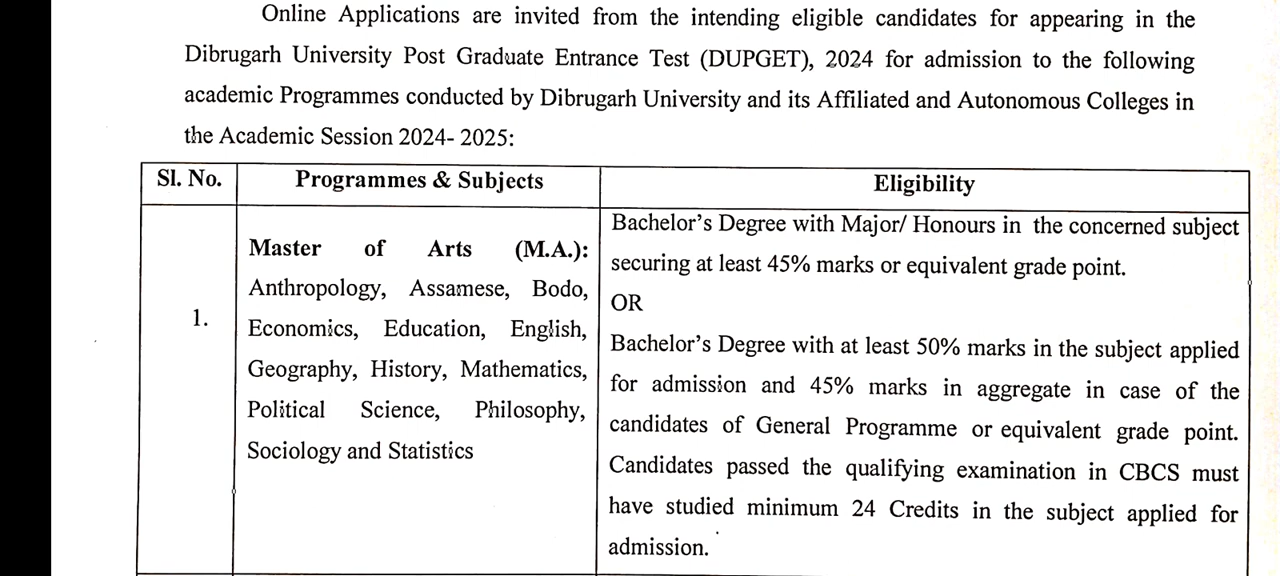 Online Applications are invited from the intending eligible candidates for appearing in the
Dibrugarh University Post Graduate Entrance Test (DUPGET), 2024 for admission to the following
academic Programmes conducted by Dibrugarh University and its Affiliated and Autonomous Colleges in
the Academic Session 2024- 2025:
Sl. No.
Programmes & Subjects
Eligibility
1.
Master of Arts (M.A.):
Anthropology, Assamese, Bodo,
Economics, Education, English,
Geography, History, Mathematics,
Political Science, Philosophy,
Sociology and Statistics
Bachelor's Degree with Major/ Honours in the concerned subject
securing at least 45% marks or equivalent grade point.
OR
Bachelor's Degree with at least 50% marks in the subject applied
for admission and 45% marks in aggregate in case of the
candidates of General Programme or equivalent grade point.
Candidates passed the qualifying examination in CBCS must
have studied minimum 24 Credits in the subject applied for
admission.